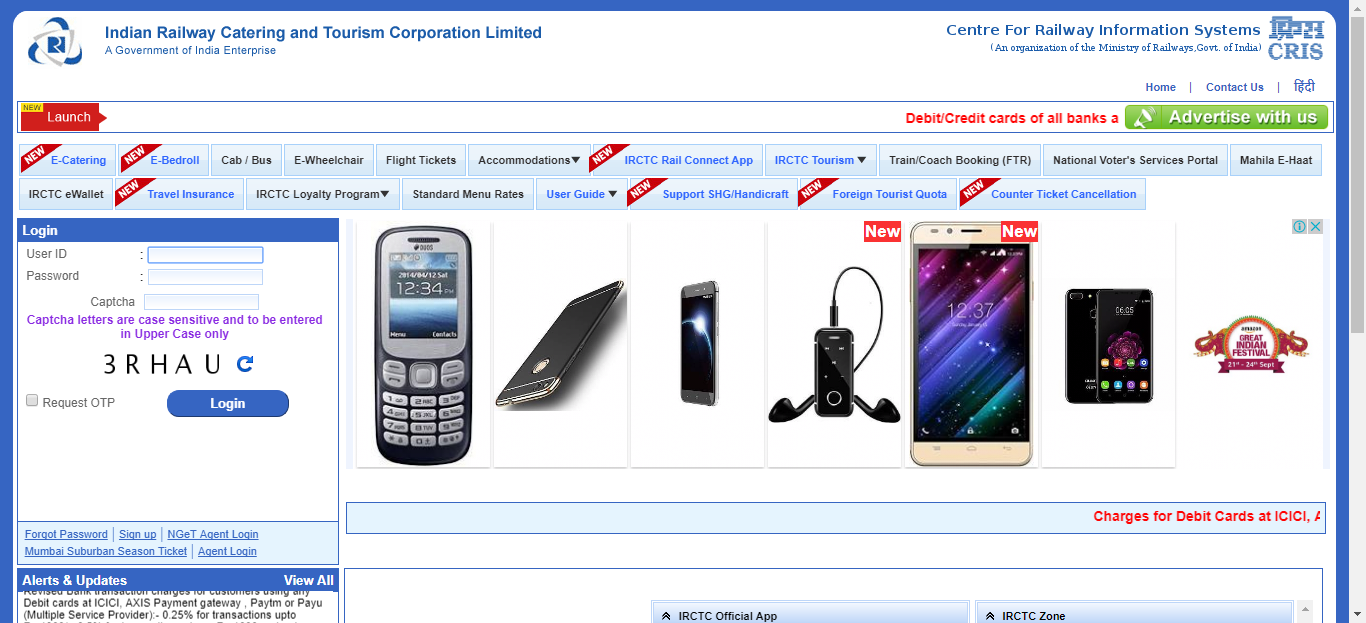 Indian Railway Catering and Tourism Corporation Limited
A Government of India Enterprise
Centre For Railway Information Systems
(An organization of the Ministry of Railways,Govt. of India)
CRIS
Home | Contact Us | हिंदी
NEW
Launch
Debit/Credit cards of all banks a
Advertise with us
NEW E-Catering NEW E-Bedroll Cab / Bus E-Wheelchair Flight Tickets Accommodations▼ NEW IRCTC Rail Connect App IRCTC Tourism ▼ Train/Coach Booking (FTR) National Voter's Services Portal Mahila E-Haat
IRCTC eWallet NEW Travel Insurance IRCTC Loyalty Program▼ Standard Menu Rates User Guide ▼ NEW Support SHG/Handicraft NEW Foreign Tourist Quota NEW Counter Ticket Cancellation
Login
User ID :
Password :
Captcha
Captcha letters are case sensitive and to be entered
in Upper Case only
3 R H A U
Request OTP
Login
Forgot Password | Sign up | NGeT Agent Login
Mumbai Suburban Season Ticket | Agent Login
DUOS
2014/04/12 Sat
12:34 PM
Menu Contacts
New
New
12:37
06:05
amazon
GREAT
INDIAN
FESTIVAL
21st - 24th Sept
Charges for Debit Cards at ICICI, A
Alerts & Updates View All
Revised Bank transaction charges for customers using any
Debit cards at ICICI, AXIS Payment gateway , Paytm or Payu
(Multiple Service Provider):- 0.25% for transactions upto
IRCTC Official App
IRCTC Zone